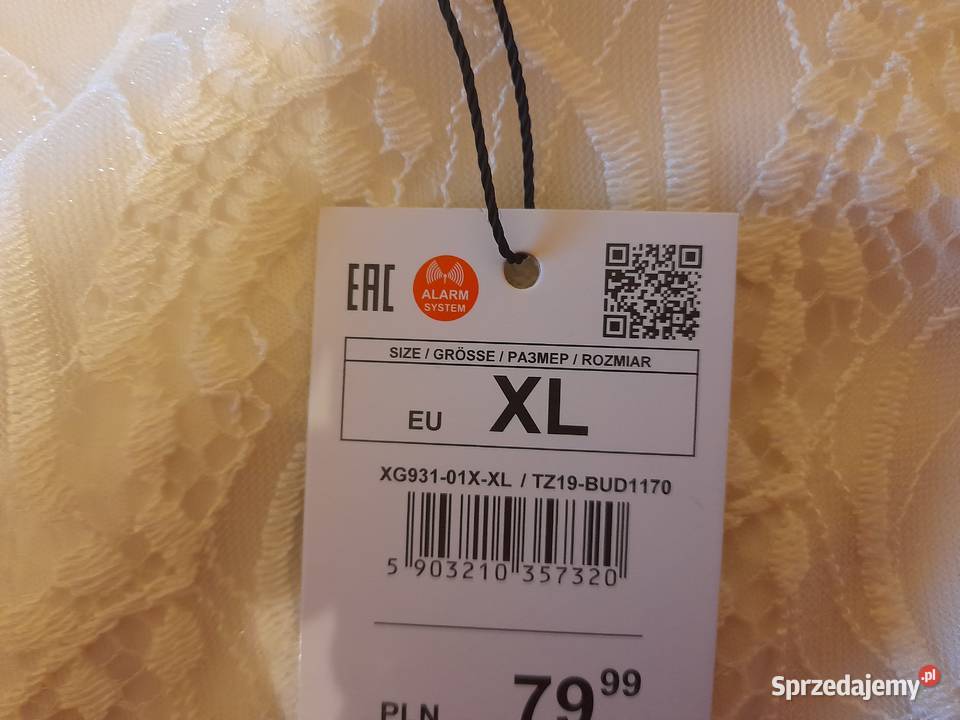 EAC
ALARM
SYSTEM
SIZE / GRÖSSE / РАЗМЕР / ROZMIAR
EU XL
XG931-01X-XL / TZ19-BUD1170
5 903210 357320
PLN 79 99
Sprzedajemy.pl